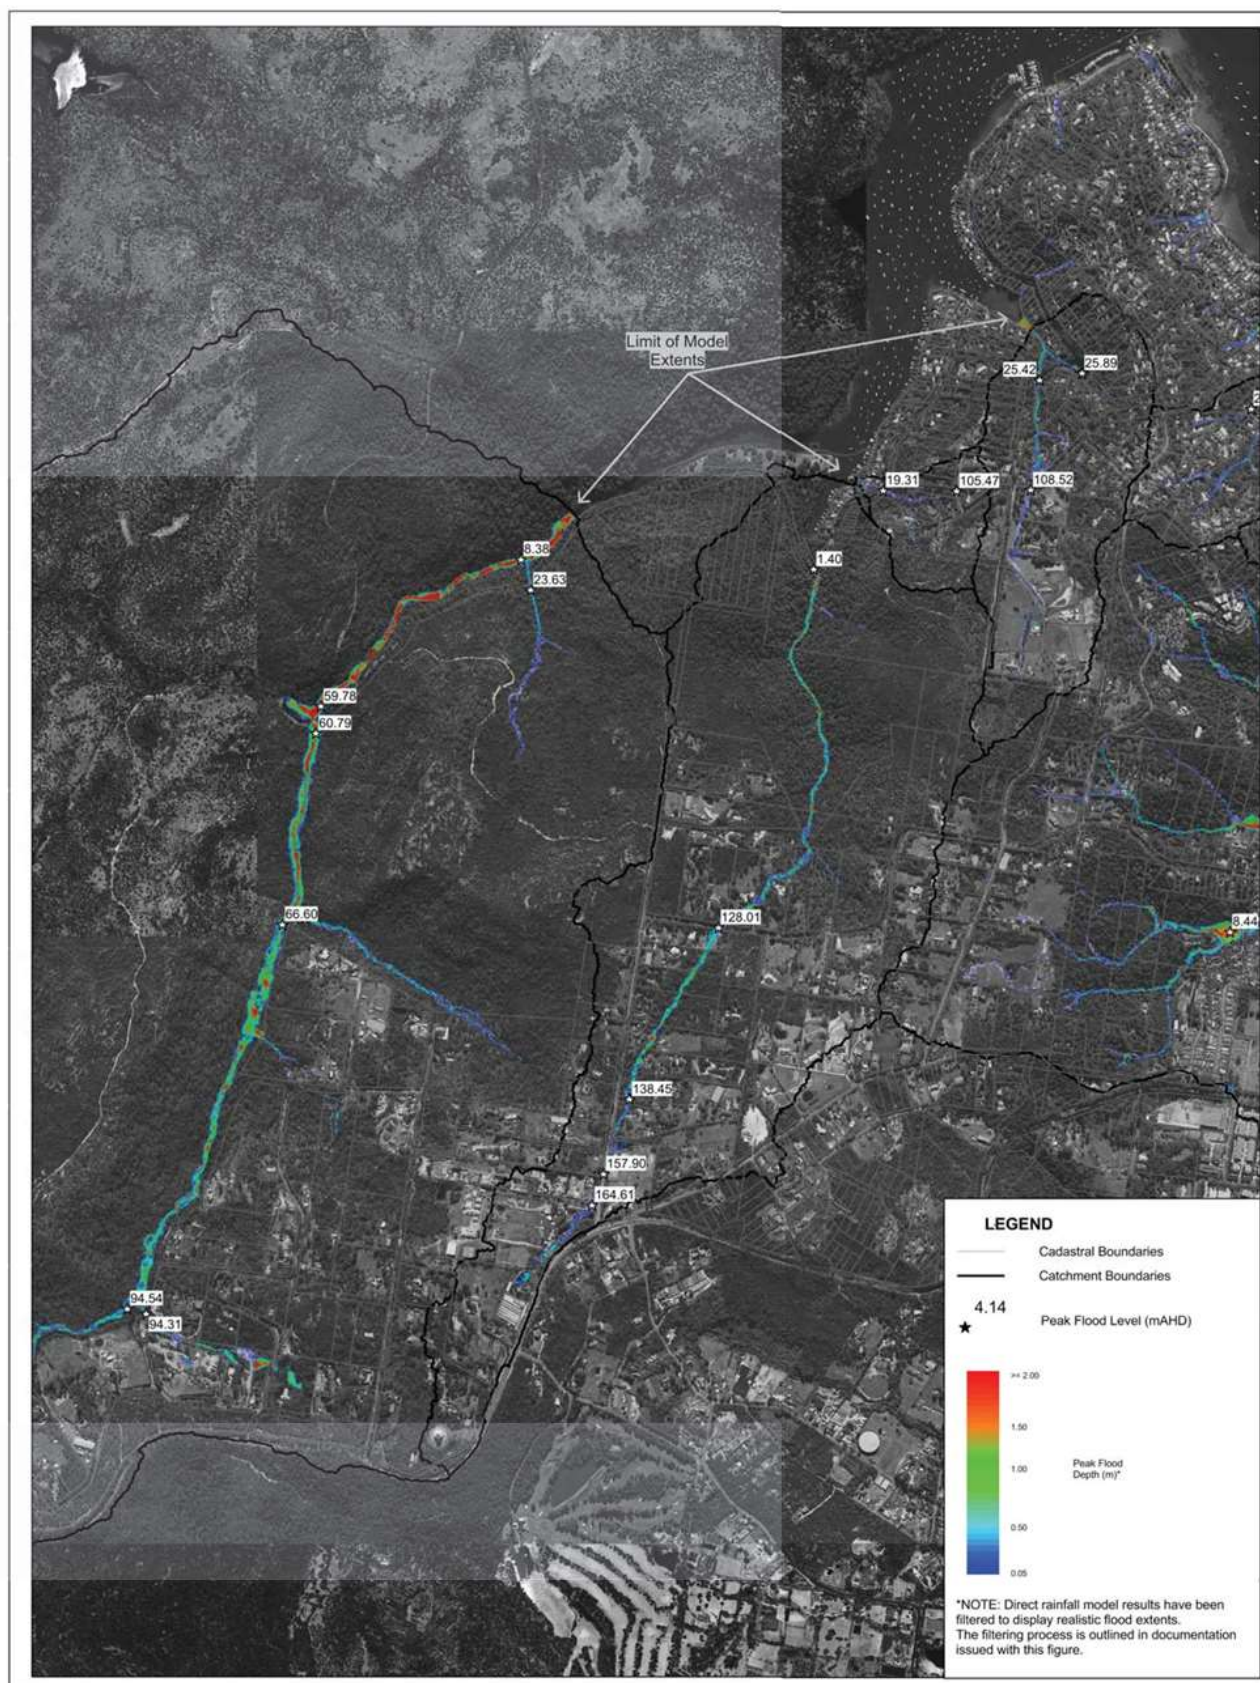 Limit of Model
Extents
25.42
25.89
19.31
105.47
108.52
8.38
1.40
23.63
59.78
60.79
66.60
128.01
8.44
138.45
157.90
164.61
94.54
94.31
LEGEND
Cadastral Boundaries
Catchment Boundaries
4.14
Peak Flood Level (mAHD)
>= 2.00
1.50
1.00
Peak Flood
Depth (m)*
0.50
0.05
*NOTE: Direct rainfall model results have been
filtered to display realistic flood extents.
The filtering process is outlined in documentation
issued with this figure.